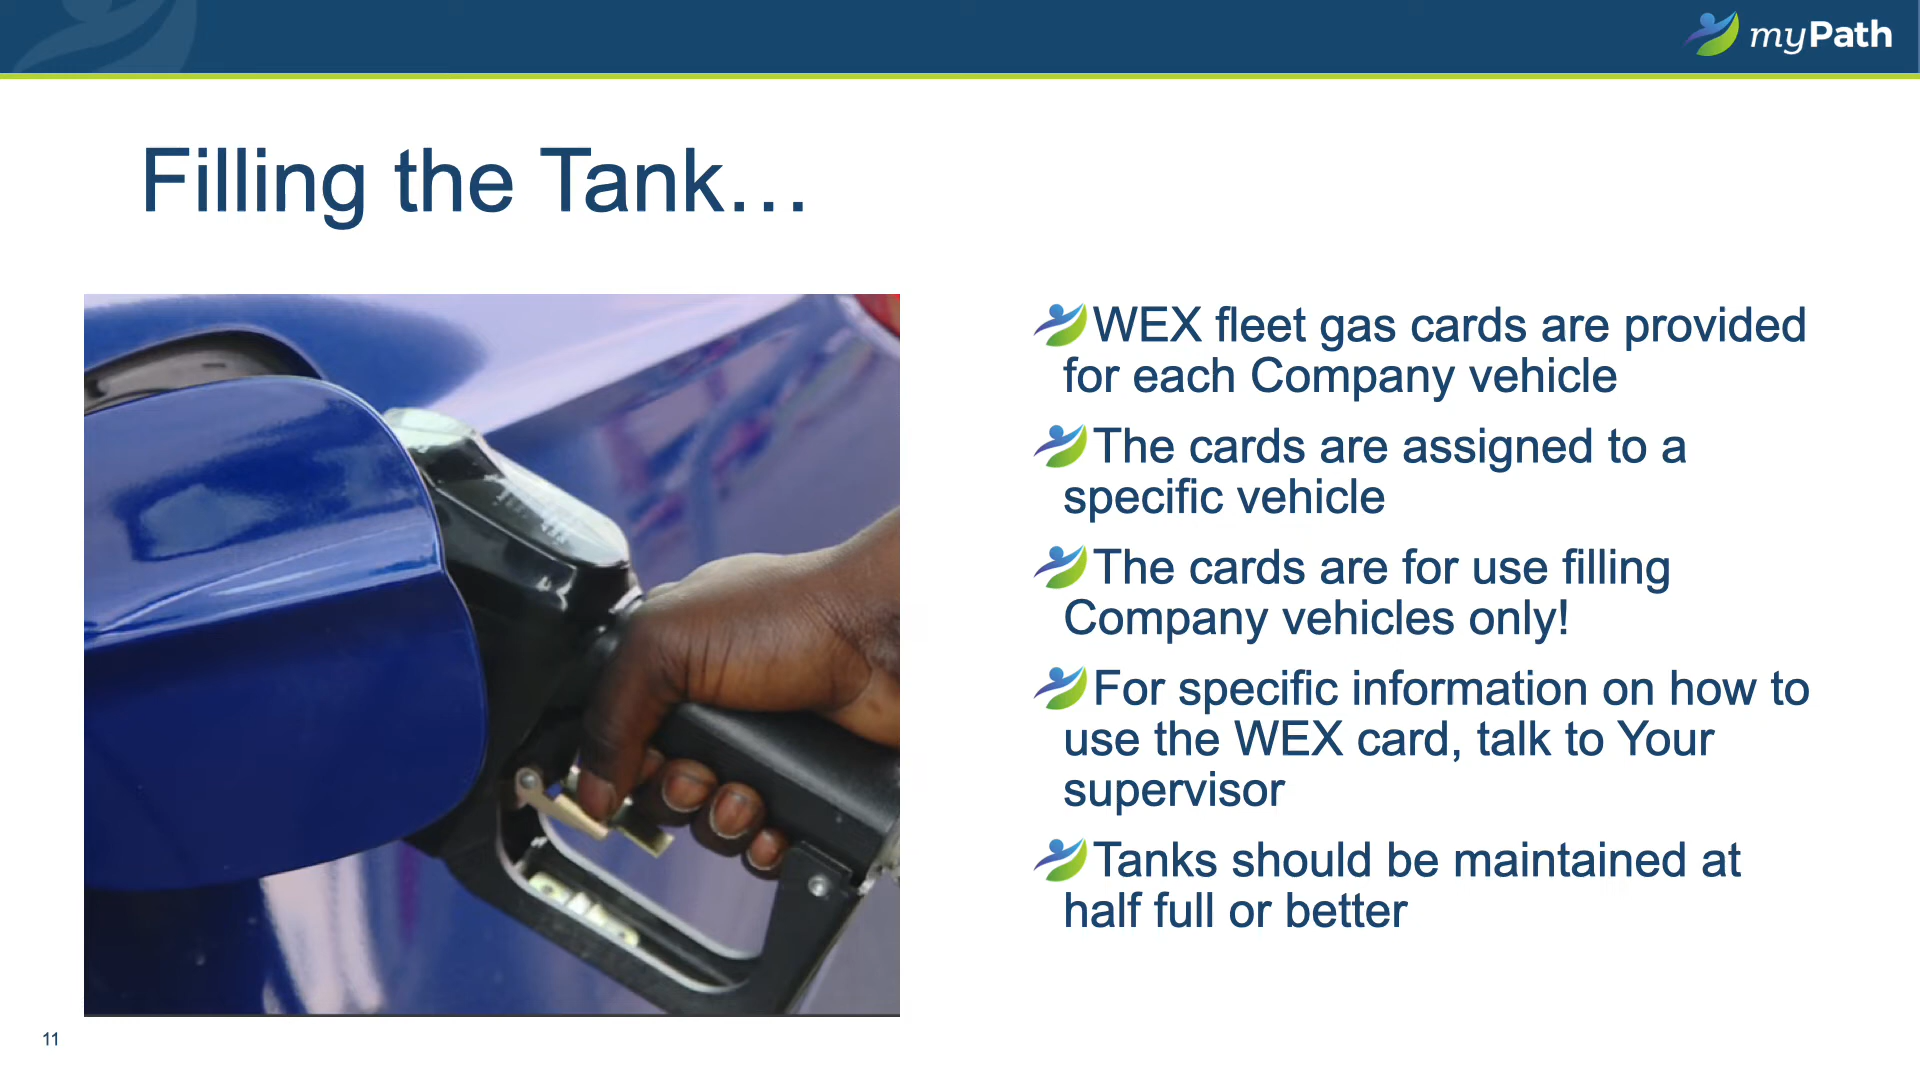 myPath
Filling the Tank…
WEX fleet gas cards are provided
for each Company vehicle
The cards are assigned to a
specific vehicle
The cards are for use filling
Company vehicles only!
For specific information on how to
use the WEX card, talk to Your
supervisor
Tanks should be maintained at
half full or better
11